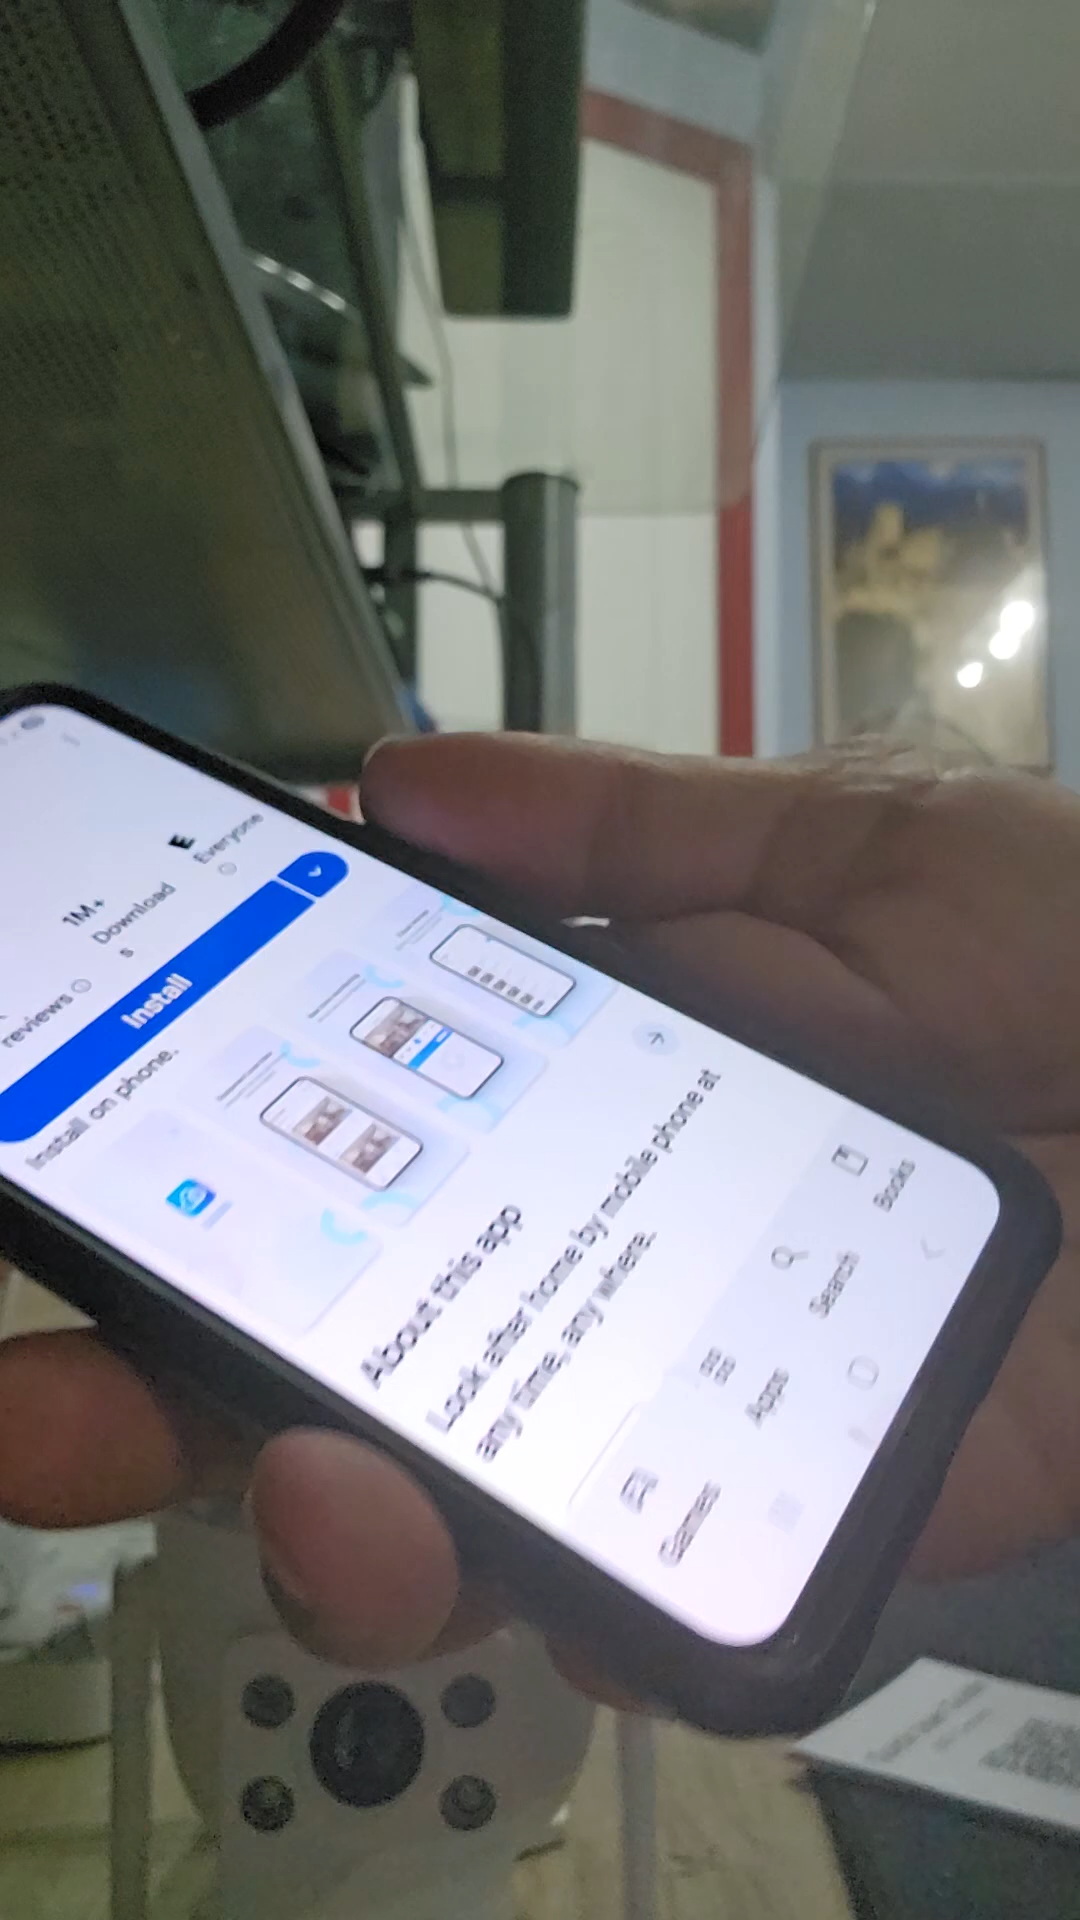 E
Everyone
1M+
Download
s
reviews
Install
Install on phone.
About this app
Look after home by mobile phone at
any time, any where.
Games
Apps
Search
Books